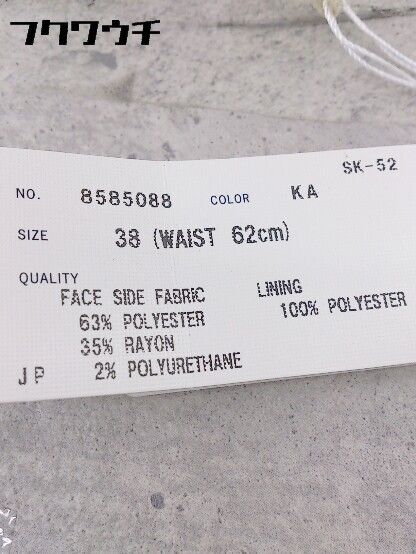 フクワウチ
SK-52
NO. 8585088 COLOR KA
SIZE 38 (WAIST 62cm)
QUALITY
FACE SIDE FABRIC LINING
63% POLYESTER 100% POLYESTER
35% RAYON
JP 2% POLYURETHANE